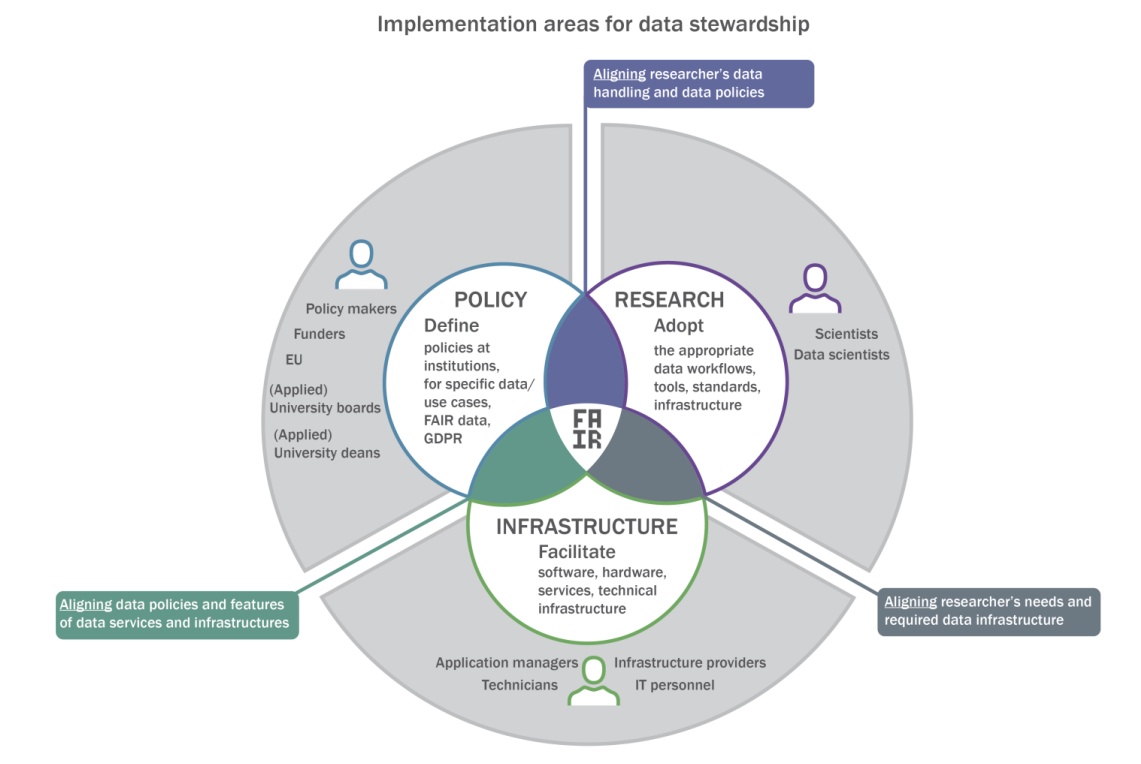 Implementation areas for data stewardship
Aligning researcher's data
handling and data policies
Policy makers
Funders
EU
(Applied)
University boards
(Applied)
University deans
POLICY
Define
policies at
institutions,
for specific data/
use cases,
FAIR data,
GDPR
RESEARCH
Adopt
the appropriate
data workflows,
tools, standards,
infrastructure
Scientists
Data scientists
FA
IR
INFRASTRUCTURE
Facilitate
software, hardware,
services, technical
infrastructure
Aligning data policies and features
of data services and infrastructures
Aligning researcher's needs and
required data infrastructure
Application managers
Technicians
Infrastructure providers
IT personnel